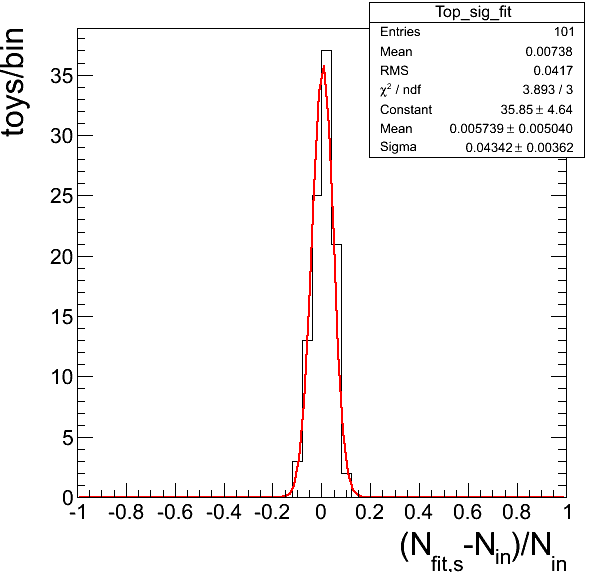 Top_sig_fit
Entries 101
Mean 0.00738
RMS 0.0417
χ² / ndf 3.893 / 3
Constant 35.85 ± 4.64
Mean 0.005739 ± 0.005040
Sigma 0.04342 ± 0.00362
toys/bin
35
30
25
20
15
10
5
0
-1 -0.8 -0.6 -0.4 -0.2 0 0.2 0.4 0.6 0.8 1
(N_fit,s-N_in)/N_in